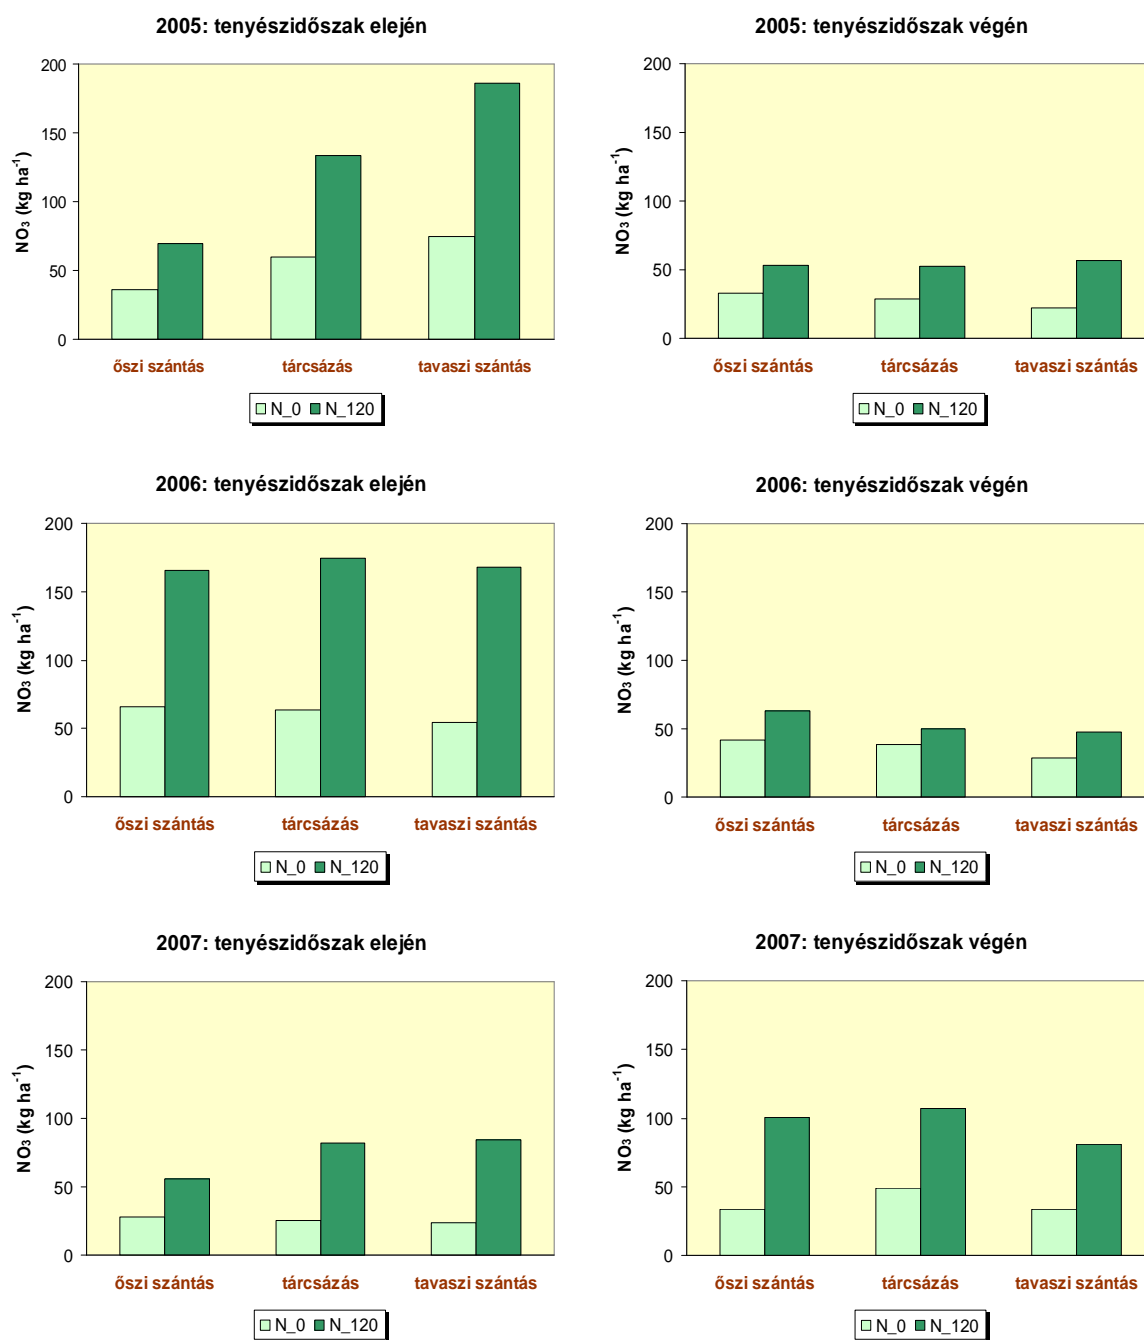 2005: tenyészidőszak elején
200
150
100
50
0
NO₃ (kg ha⁻¹)
őszi szántás tárcsázás tavaszi szántás
N_0 N_120
2005: tenyészidőszak végén
200
150
100
50
0
NO₃ (kg ha⁻¹)
őszi szántás tárcsázás tavaszi szántás
N_0 N_120
2006: tenyészidőszak elején
200
150
100
50
0
NO₃ (kg ha⁻¹)
őszi szántás tárcsázás tavaszi szántás
N_0 N_120
2006: tenyészidőszak végén
200
150
100
50
0
NO₃ (kg ha⁻¹)
őszi szántás tárcsázás tavaszi szántás
N_0 N_120
2007: tenyészidőszak elején
200
150
100
50
0
NO₃ (kg ha⁻¹)
őszi szántás tárcsázás tavaszi szántás
N_0 N_120
2007: tenyészidőszak végén
200
150
100
50
0
NO₃ (kg ha⁻¹)
őszi szántás tárcsázás tavaszi szántás
N_0 N_120